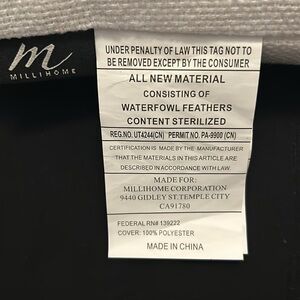 m
MILLIHOME
UNDER PENALTY OF LAW THIS TAG NOT TO
BE REMOVED EXCEPT BY THE CONSUMER
ALL NEW MATERIAL
CONSISTING OF
WATERFOWL FEATHERS
CONTENT STERILIZED
REG.NO. UT4244(CN) PERMIT NO. PA-9900 (CN)
CERTIFICATION IS MADE BY THE MANUFACTURER
THAT THE MATERIALS IN THIS ARTICLE ARE
DESCRIBED IN ACCORDANCE WITH LAW.
MADE FOR:
MILLIHOME CORPORATION
9440 GIDLEY ST.TEMPLE CITY
CA91780
FEDERAL RN# 139222
COVER: 100% POLYESTER
MADE IN CHINA